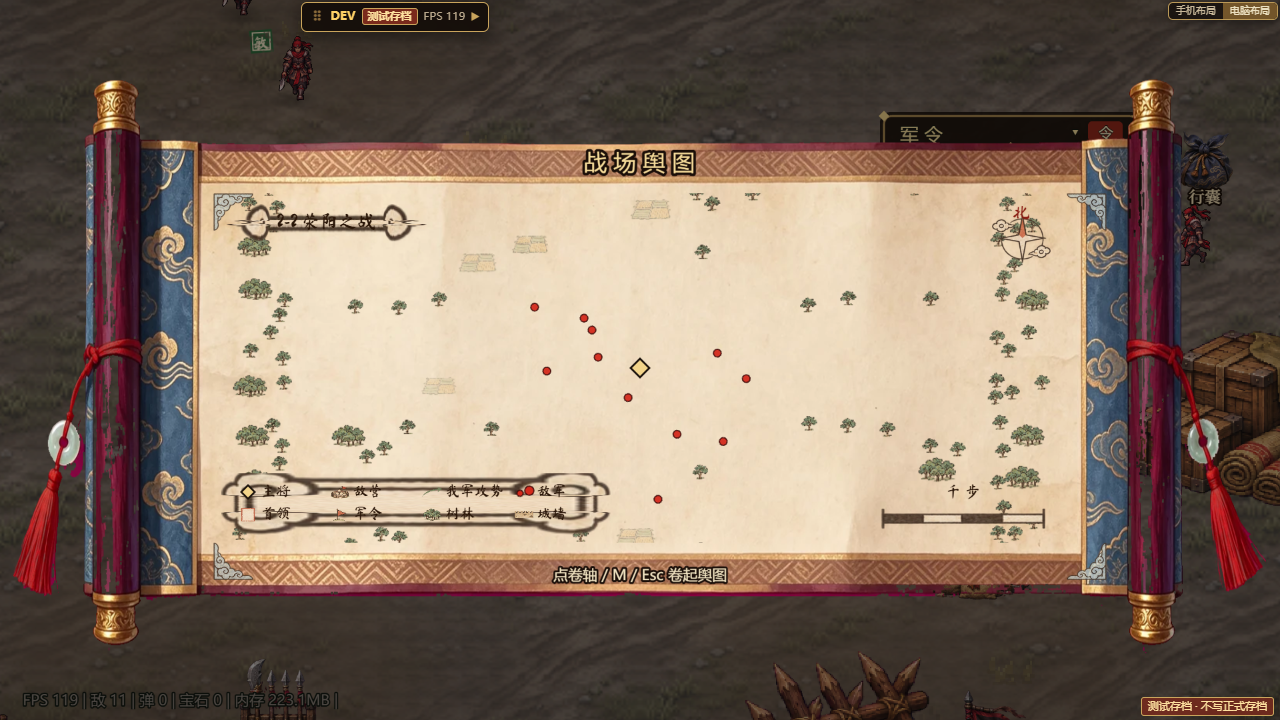 DEV 测试存档 FPS 119 ▶
手机布局 电脑布局
敌
军令 ▼ 令
战场舆图
行囊
2-2 荥阳之战
北
主将 敌营 我军攻势 敌军
首领 军令 树林 城墙
千步
点卷轴 / M / Esc 卷起舆图
FPS 119 | 敌 11 | 弹 0 | 宝石 0 | 内存 223.1MB |
测试存档 · 不写正式存档